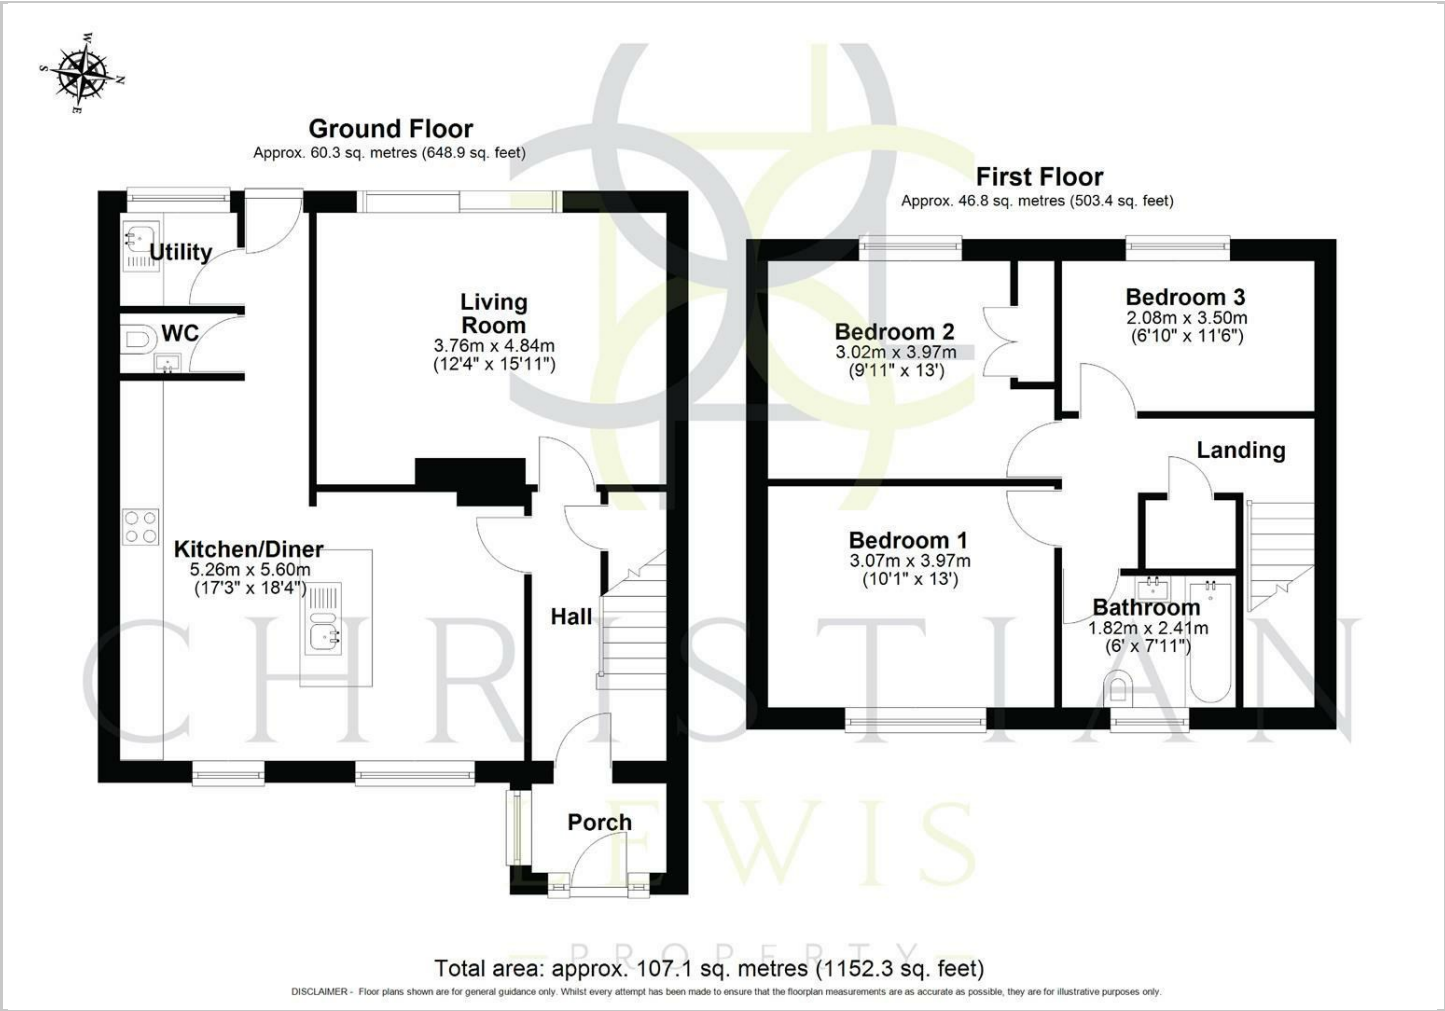 W
S
N
E
Ground Floor
Approx. 60.3 sq. metres (648.9 sq. feet)
First Floor
Approx. 46.8 sq. metres (503.4 sq. feet)
Utility
WC
Living
Room
3.76m x 4.84m
(12'4" x 15'11")
Kitchen/Diner
5.26m x 5.60m
(17'3" x 18'4")
Hall
Porch
Bedroom 2
3.02m x 3.97m
(9'11" x 13')
Bedroom 3
2.08m x 3.50m
(6'10" x 11'6")
Landing
Bedroom 1
3.07m x 3.97m
(10'1" x 13')
Bathroom
1.82m x 2.41m
(6' x 7'11")
CHRISTIAN
LEWIS
PROPERTY
Total area: approx. 107.1 sq. metres (1152.3 sq. feet)
DISCLAIMER - Floor plans shown are for general guidance only. Whilst every attempt has been made to ensure that the floorplan measurements are as accurate as possible, they are for illustrative purposes only.